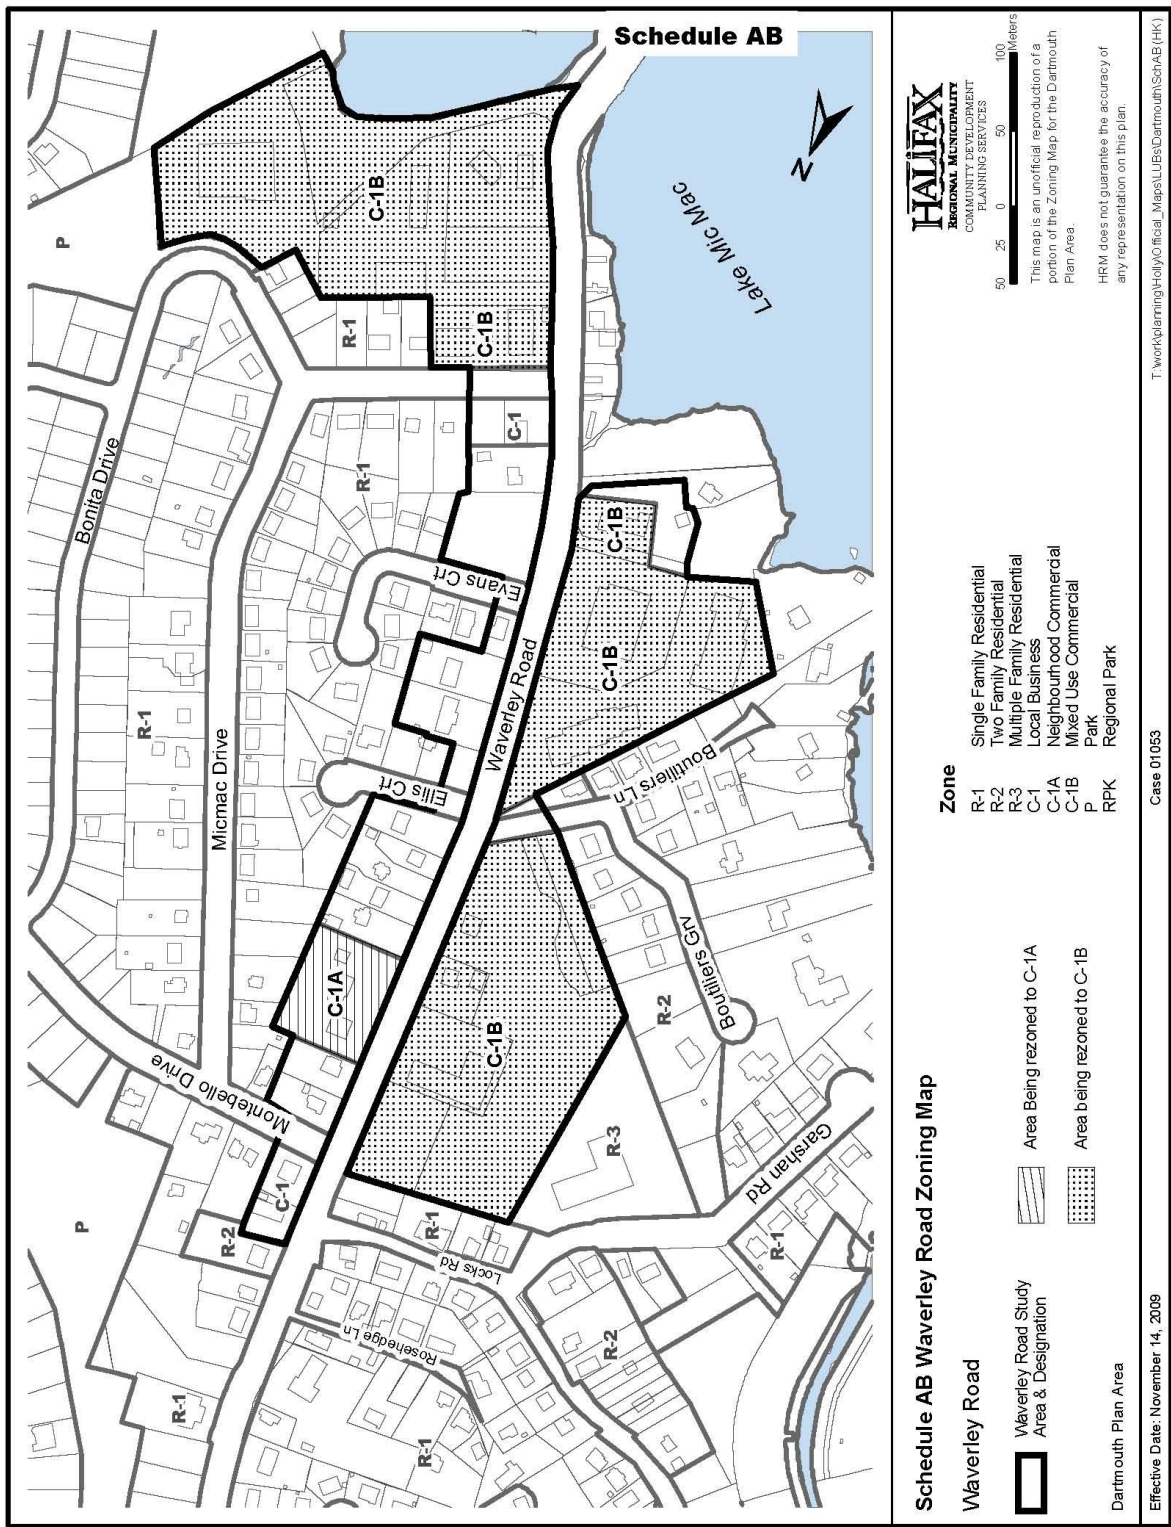 Schedule AB
P
C-1B
C-1B
R-1
Bonita Drive
R-1
C-1
R-1
Micmac Drive
Evans Crt
Ellis Crt
Waverley Road
C-1B
C-1B
Lake Mic Mac
N
C-1A
Montebello Drive
Boutiliers Ln
C-1B
Boutiliers Grv
R-2
R-3
C-1
P
R-2
R-1
Locks Rd
Garshan Rd
R-1
R-2
Rosehedge Ln
R-1
R-1
Schedule AB Waverley Road Zoning Map
Waverley Road
Waverley Road Study
Area & Designation
Area Being rezoned to C-1A
Area being rezoned to C-1B
Dartmouth Plan Area
Zone
R-1 Single Family Residential
R-2 Two Family Residential
R-3 Multiple Family Residential
C-1 Local Business
C-1A Neighbourhood Commercial
C-1B Mixed Use Commercial
P Park
RPK Regional Park
HALIFAX
REGIONAL MUNICIPALITY
COMMUNITY DEVELOPMENT
PLANNING SERVICES
50 25 0 50 100
Meters
This map is an unofficial reproduction of a
portion of the Zoning Map for the Dartmouth
Plan Area.
HRM does not guarantee the accuracy of
any representation on this plan.
Effective Date: November 14, 2009
Case 01053
T:\work\planning\Holly\Official_Maps\LUBs\Dartmouth\SchAB (HK)